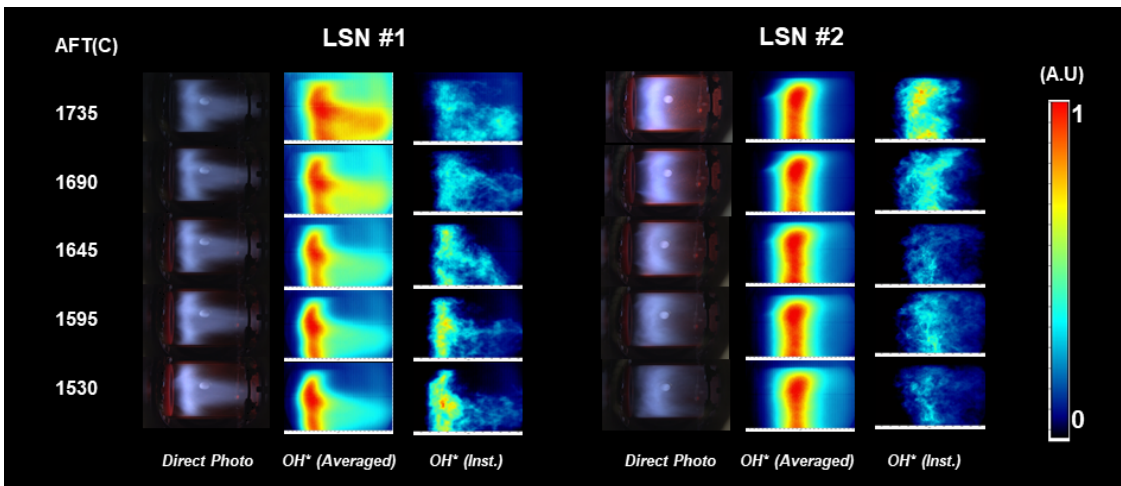 AFT(C)
LSN #1
LSN #2
(A.U)
1
1735
1690
1645
1595
1530
0
Direct Photo
OH* (Averaged)
OH* (Inst.)
Direct Photo
OH* (Averaged)
OH* (Inst.)